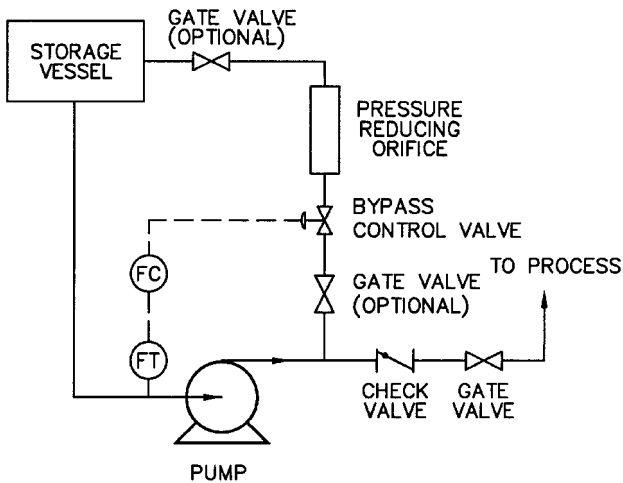 GATE VALVE
(OPTIONAL)
STORAGE
VESSEL
PRESSURE
REDUCING
ORIFICE
BYPASS
CONTROL VALVE
FC
GATE VALVE
(OPTIONAL)
TO PROCESS
FT
CHECK
VALVE
GATE
VALVE
PUMP